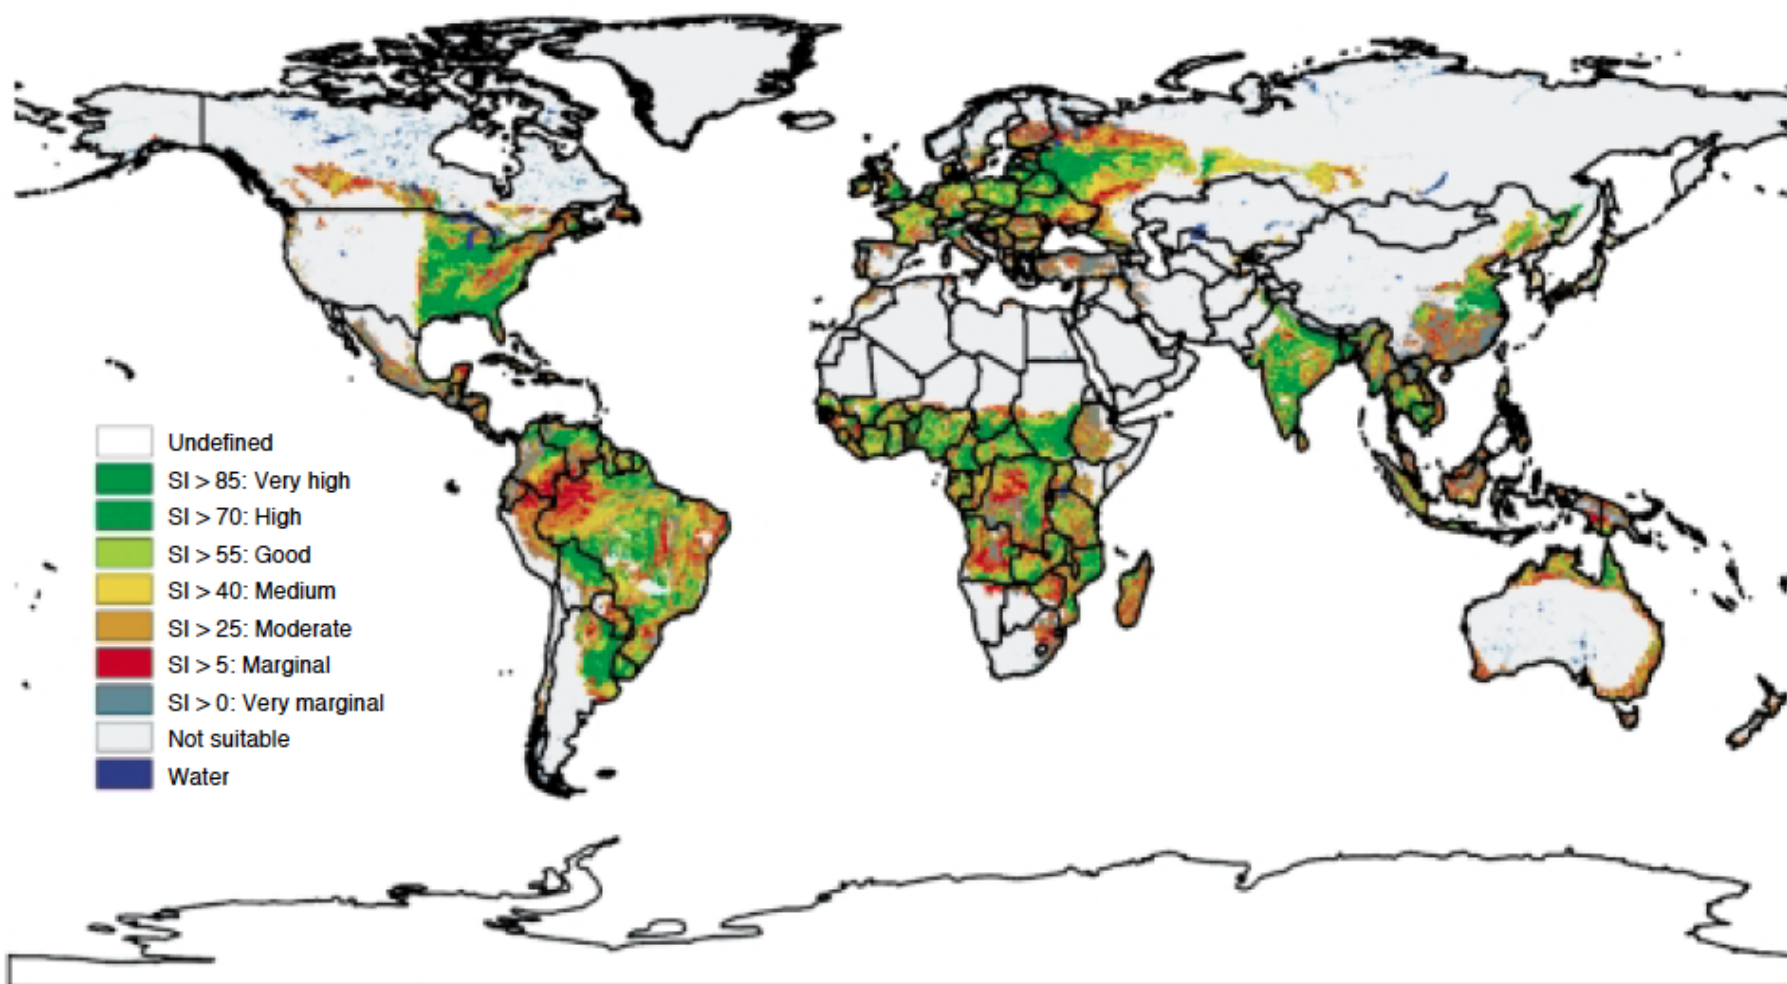 Undefined
SI > 85: Very high
SI > 70: High
SI > 55: Good
SI > 40: Medium
SI > 25: Moderate
SI > 5: Marginal
SI > 0: Very marginal
Not suitable
Water